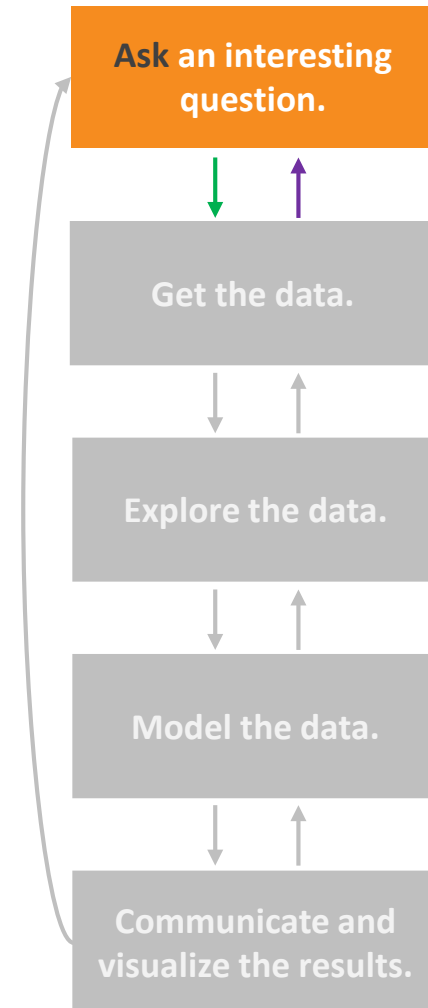 Ask an interesting
question.
Get the data.
Explore the data.
Model the data.
Communicate and
visualize the results.